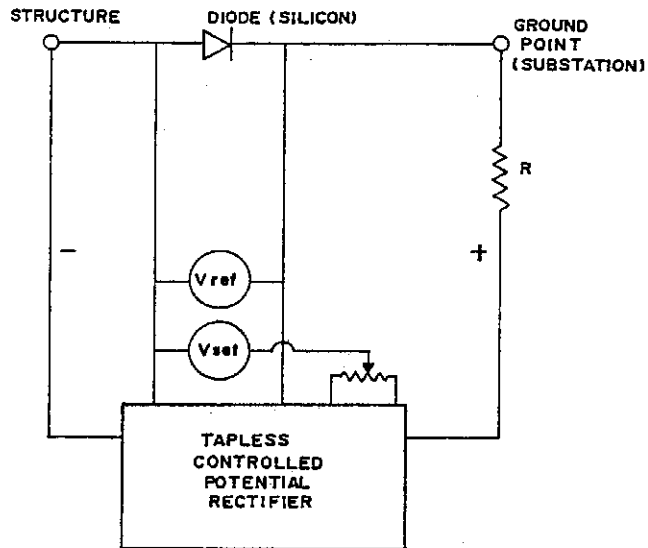 STRUCTURE
DIODE (SILICON)
GROUND
POINT
(SUBSTATION)
R
−
+
Vref
Vset
TAPLESS
CONTROLLED
POTENTIAL
RECTIFIER